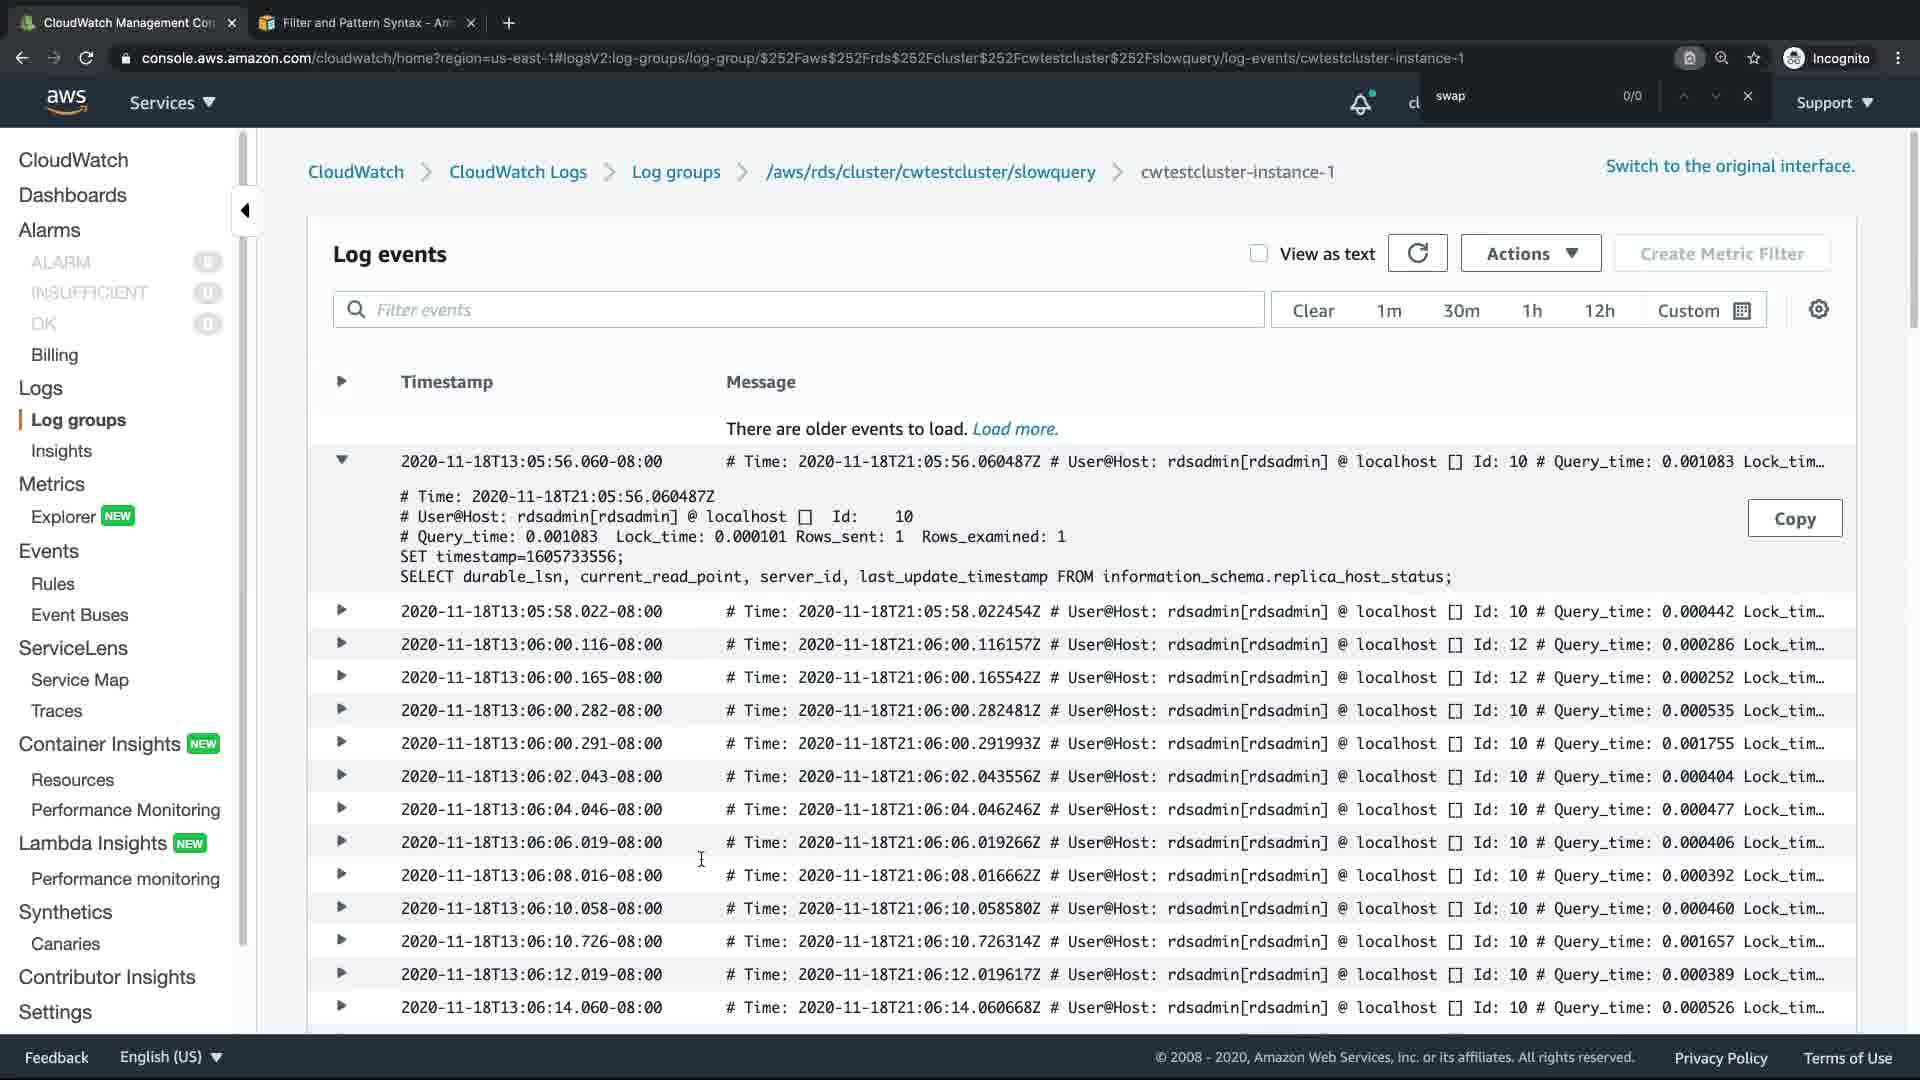 CloudWatch Management Con
Filter and Pattern Syntax - Am
console.aws.amazon.com/cloudwatch/home?region=us-east-1#logsV2:log-groups/log-group/$252Faws$252Frds$252Fcluster$252Fcwtestcluster$252Fslowquery/log-events/cwtestcluster-instance-1
Incognito
aws
Services
cl
swap
0/0
Support
CloudWatch
Dashboards
Alarms
ALARM
INSUFFICIENT
0
OK
0
Billing
Logs
Log groups
Insights
Metrics
Explorer NEW
Events
Rules
Event Buses
ServiceLens
Service Map
Traces
Container Insights NEW
Resources
Performance Monitoring
Lambda Insights NEW
Performance monitoring
Synthetics
Canaries
Contributor Insights
Settings
CloudWatch > CloudWatch Logs > Log groups > /aws/rds/cluster/cwtestcluster/slowquery > cwtestcluster-instance-1
Switch to the original interface.
Log events
View as text
Actions
Create Metric Filter
Filter events
Clear 1m 30m 1h 12h Custom
Timestamp Message
There are older events to load. Load more.
2020-11-18T13:05:56.060-08:00 # Time: 2020-11-18T21:05:56.060487Z # User@Host: rdsadmin[rdsadmin] @ localhost [] Id: 10 # Query_time: 0.001083 Lock_tim…
# Time: 2020-11-18T21:05:56.060487Z
# User@Host: rdsadmin[rdsadmin] @ localhost [] Id: 10
# Query_time: 0.001083 Lock_time: 0.000101 Rows_sent: 1 Rows_examined: 1
SET timestamp=1605733556;
SELECT durable_lsn, current_read_point, server_id, last_update_timestamp FROM information_schema.replica_host_status;
Copy
2020-11-18T13:05:58.022-08:00 # Time: 2020-11-18T21:05:58.022454Z # User@Host: rdsadmin[rdsadmin] @ localhost [] Id: 10 # Query_time: 0.000442 Lock_tim…
2020-11-18T13:06:00.116-08:00 # Time: 2020-11-18T21:06:00.116157Z # User@Host: rdsadmin[rdsadmin] @ localhost [] Id: 12 # Query_time: 0.000286 Lock_tim…
2020-11-18T13:06:00.165-08:00 # Time: 2020-11-18T21:06:00.165542Z # User@Host: rdsadmin[rdsadmin] @ localhost [] Id: 12 # Query_time: 0.000252 Lock_tim…
2020-11-18T13:06:00.282-08:00 # Time: 2020-11-18T21:06:00.282481Z # User@Host: rdsadmin[rdsadmin] @ localhost [] Id: 10 # Query_time: 0.000535 Lock_tim…
2020-11-18T13:06:00.291-08:00 # Time: 2020-11-18T21:06:00.291993Z # User@Host: rdsadmin[rdsadmin] @ localhost [] Id: 10 # Query_time: 0.001755 Lock_tim…
2020-11-18T13:06:02.043-08:00 # Time: 2020-11-18T21:06:02.043556Z # User@Host: rdsadmin[rdsadmin] @ localhost [] Id: 10 # Query_time: 0.000404 Lock_tim…
2020-11-18T13:06:04.046-08:00 # Time: 2020-11-18T21:06:04.046246Z # User@Host: rdsadmin[rdsadmin] @ localhost [] Id: 10 # Query_time: 0.000477 Lock_tim…
2020-11-18T13:06:06.019-08:00 # Time: 2020-11-18T21:06:06.019266Z # User@Host: rdsadmin[rdsadmin] @ localhost [] Id: 10 # Query_time: 0.000406 Lock_tim…
2020-11-18T13:06:08.016-08:00 # Time: 2020-11-18T21:06:08.016662Z # User@Host: rdsadmin[rdsadmin] @ localhost [] Id: 10 # Query_time: 0.000392 Lock_tim…
2020-11-18T13:06:10.058-08:00 # Time: 2020-11-18T21:06:10.058580Z # User@Host: rdsadmin[rdsadmin] @ localhost [] Id: 10 # Query_time: 0.000460 Lock_tim…
2020-11-18T13:06:10.726-08:00 # Time: 2020-11-18T21:06:10.726314Z # User@Host: rdsadmin[rdsadmin] @ localhost [] Id: 10 # Query_time: 0.001657 Lock_tim…
2020-11-18T13:06:12.019-08:00 # Time: 2020-11-18T21:06:12.019617Z # User@Host: rdsadmin[rdsadmin] @ localhost [] Id: 10 # Query_time: 0.000389 Lock_tim…
2020-11-18T13:06:14.060-08:00 # Time: 2020-11-18T21:06:14.060668Z # User@Host: rdsadmin[rdsadmin] @ localhost [] Id: 10 # Query_time: 0.000526 Lock_tim…
Feedback English (US)
© 2008 - 2020, Amazon Web Services, Inc. or its affiliates. All rights reserved. Privacy Policy Terms of Use